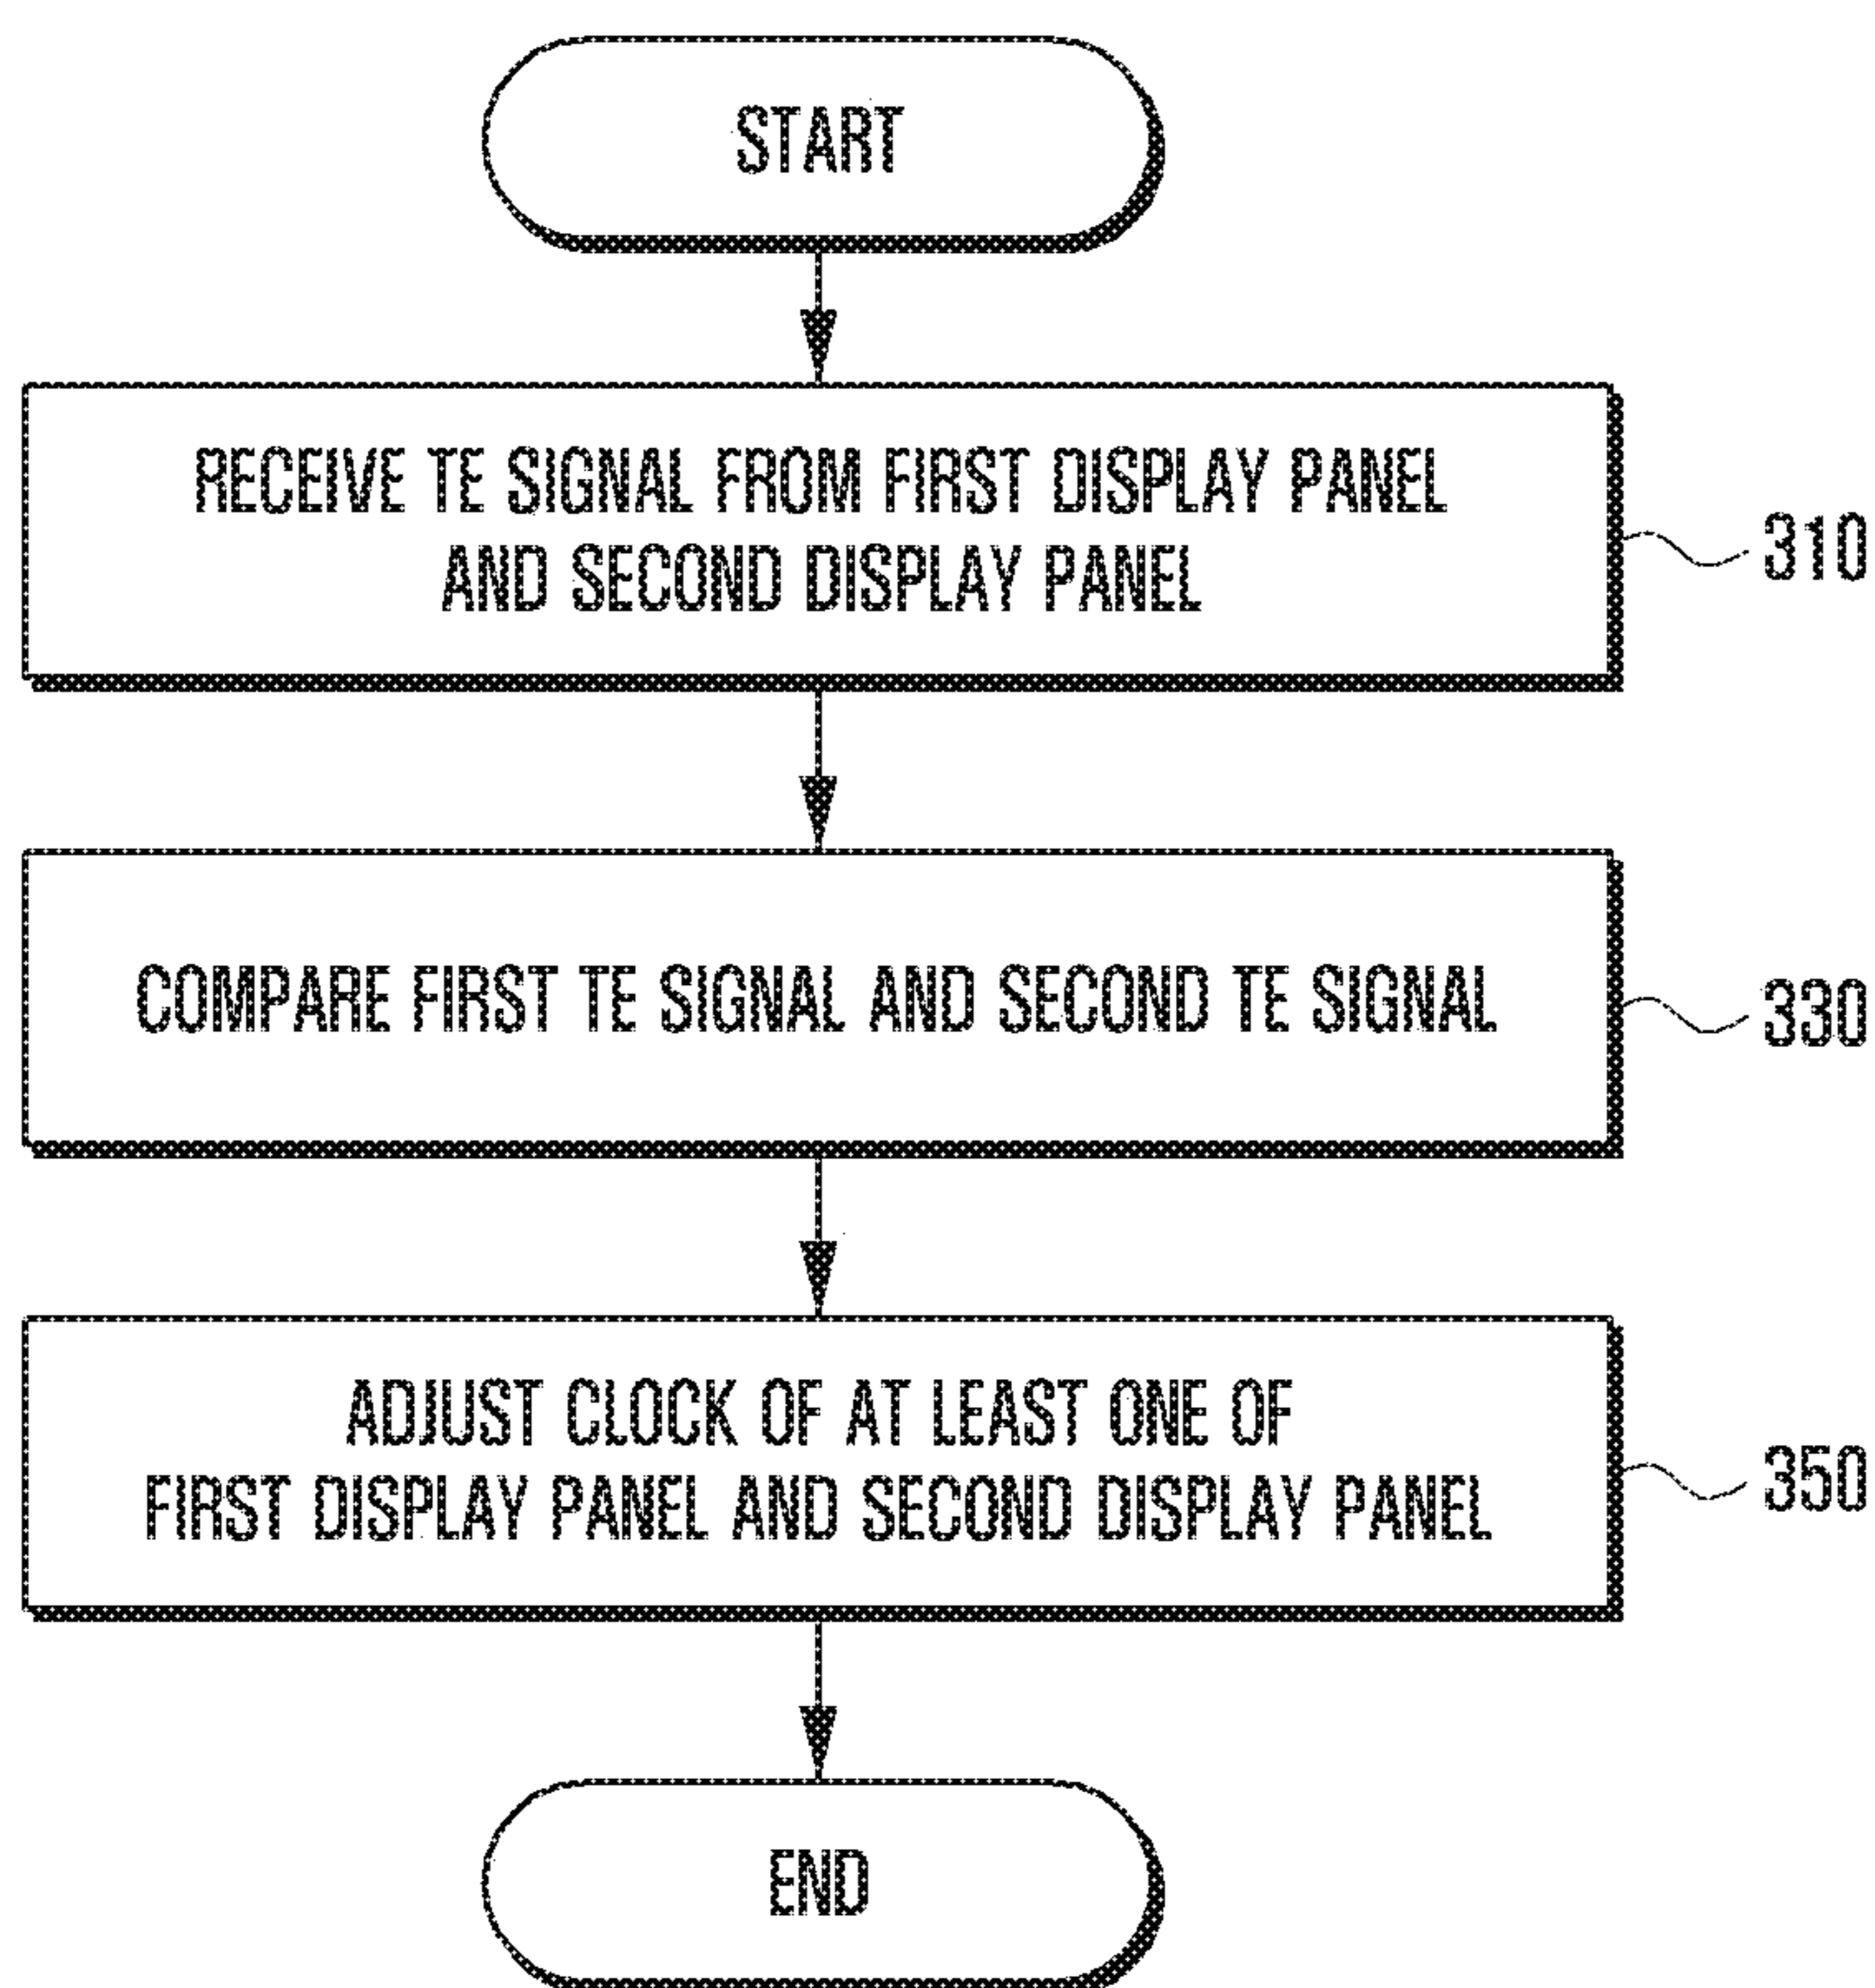 START
RECEIVE TE SIGNAL FROM FIRST DISPLAY PANEL
AND SECOND DISPLAY PANEL
310
COMPARE FIRST TE SIGNAL AND SECOND TE SIGNAL
330
ADJUST CLOCK OF AT LEAST ONE OF
FIRST DISPLAY PANEL AND SECOND DISPLAY PANEL
350
END